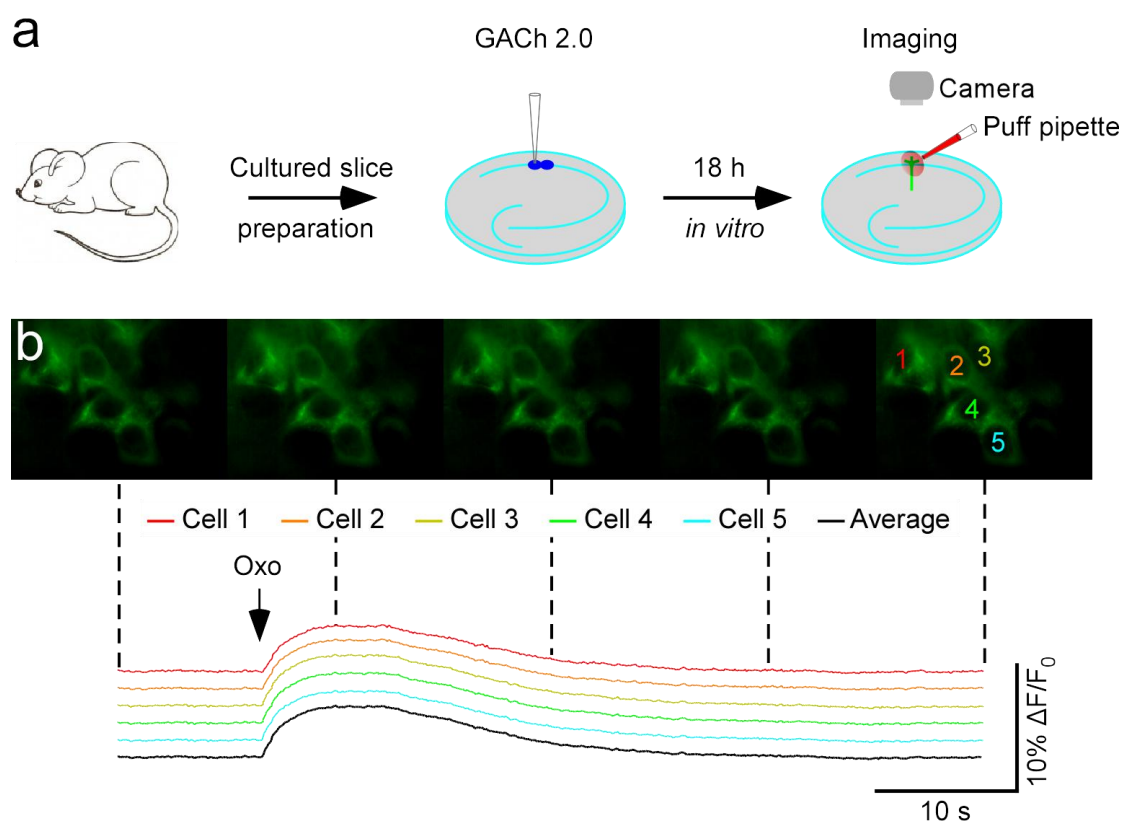 a
GACh 2.0
Imaging
Camera
Puff pipette
Cultured slice
preparation
18 h
in vitro
b
1
2
3
4
5
Cell 1
Cell 2
Cell 3
Cell 4
Cell 5
Average
Oxo
10% ΔF/F₀
10 s